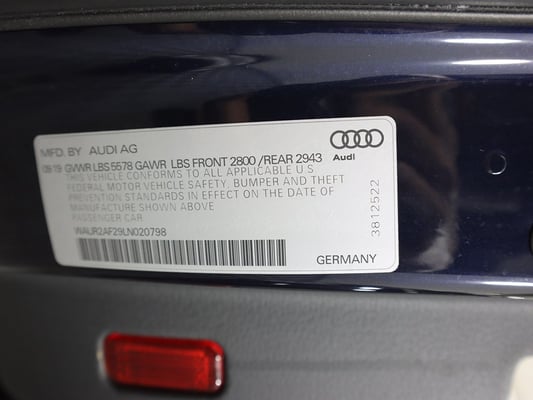 MFD. BY AUDI AG
08-19 GVWR LBS 5578 GAWR LBS FRONT 2800 /REAR 2943
Audi
THIS VEHICLE CONFORMS TO ALL APPLICABLE U S
FEDERAL MOTOR VEHICLE SAFETY, BUMPER AND THEFT
PREVENTION STANDARDS IN EFFECT ON THE DATE OF
MANUFACTURE SHOWN ABOVE
PASSENGER CAR
3812522
WAUR2AF29LN020798
GERMANY